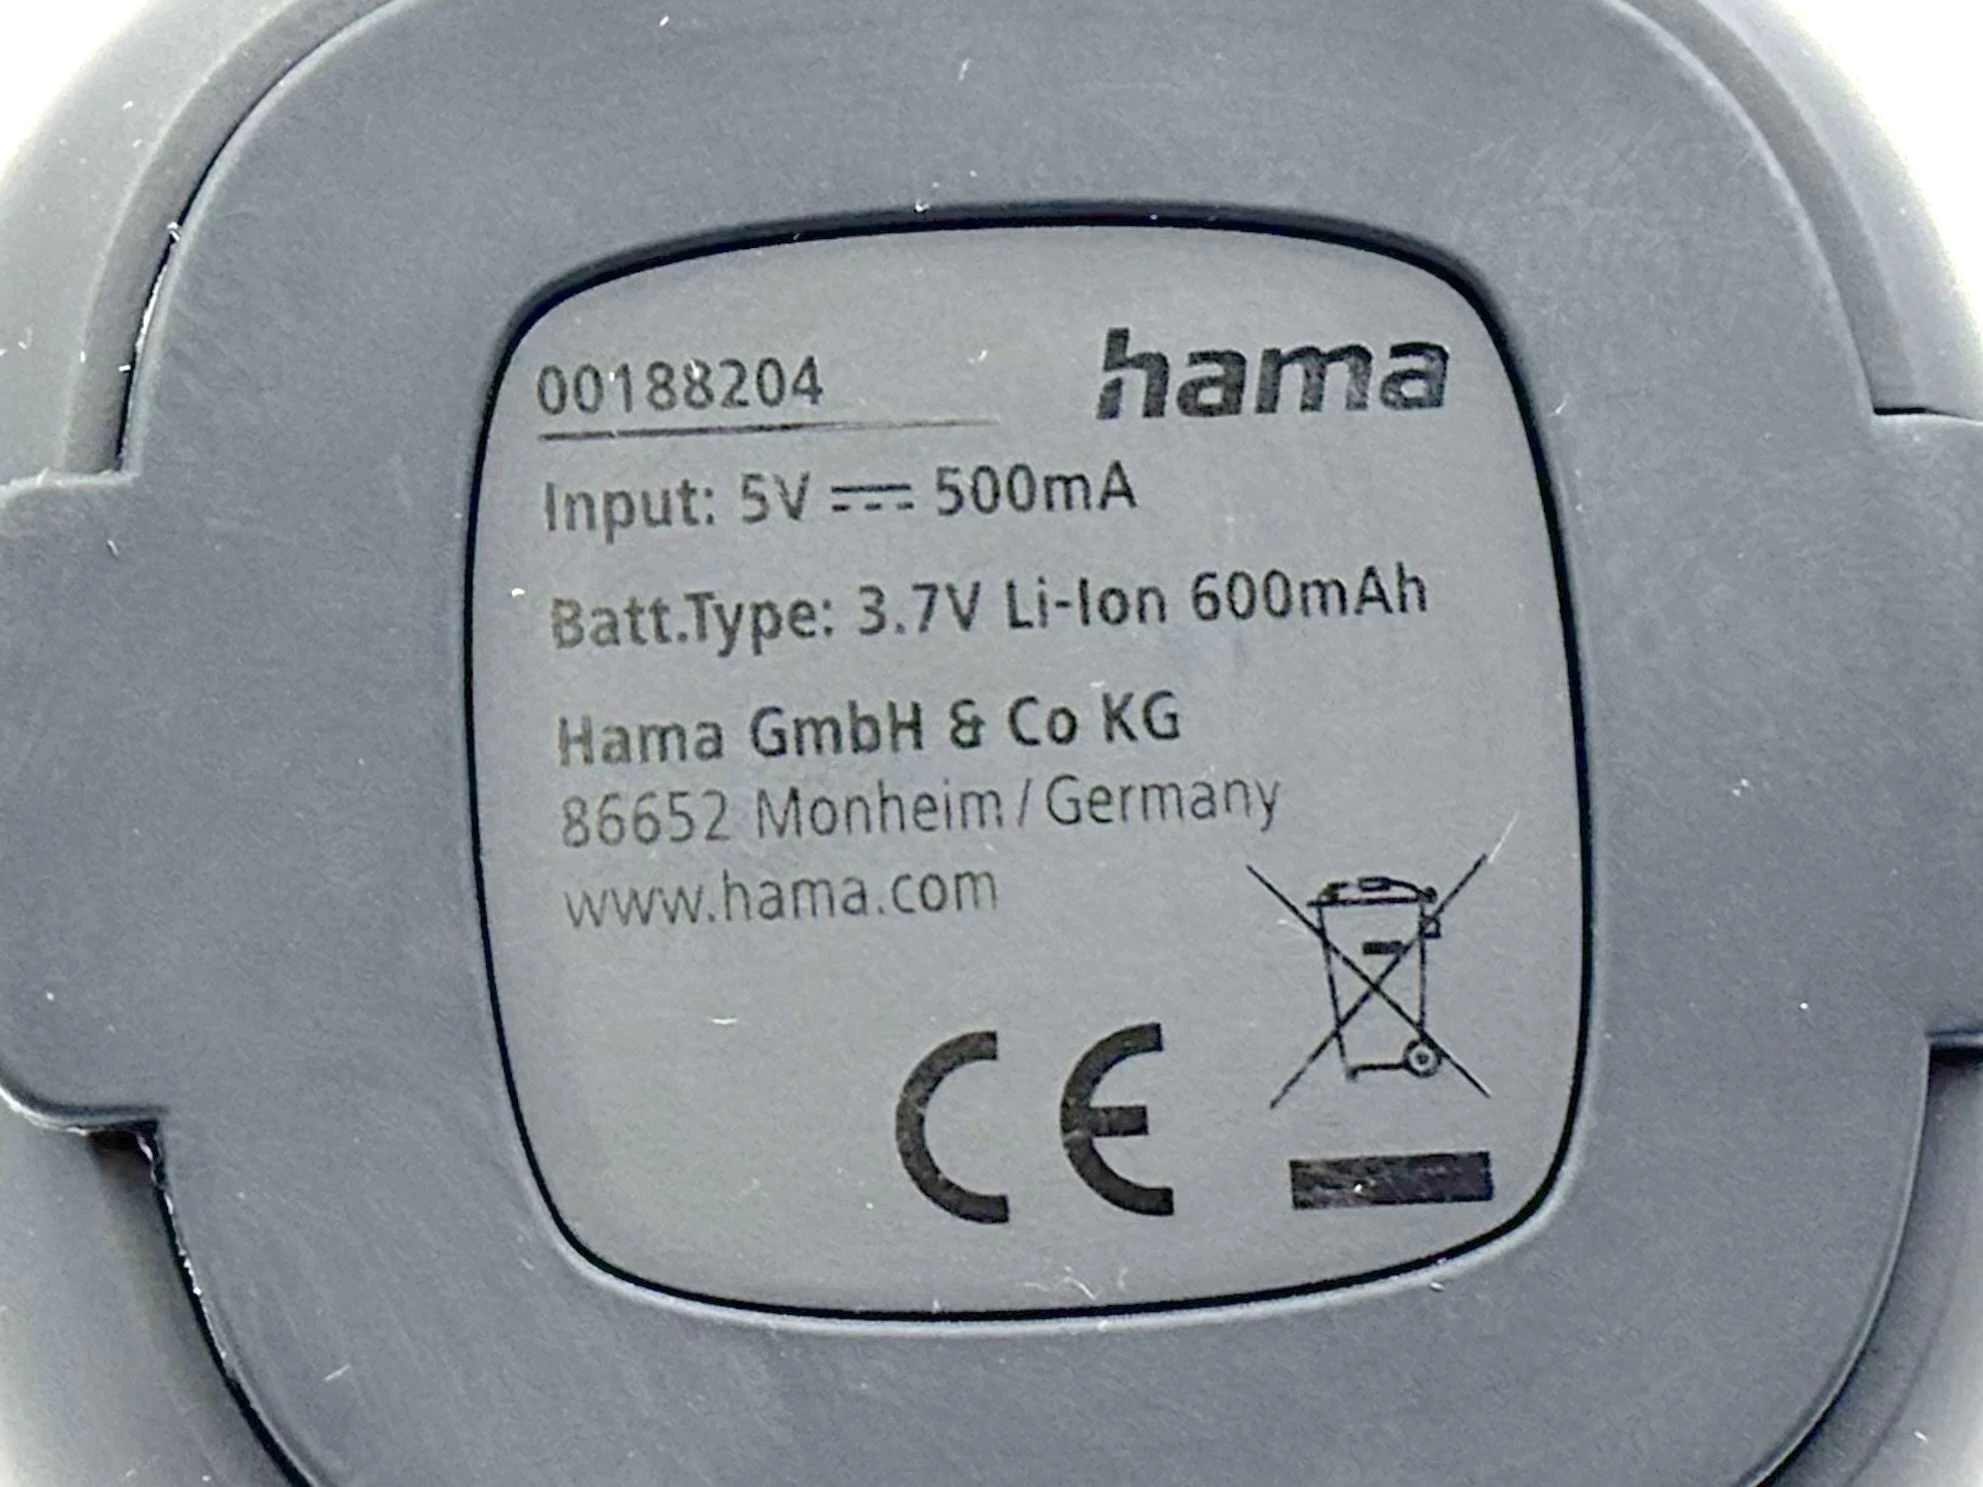 00188204 hama
Input: 5V ⎓ 500mA
Batt.Type: 3.7V Li-Ion 600mAh
Hama GmbH & Co KG
86652 Monheim/Germany
www.hama.com
CE